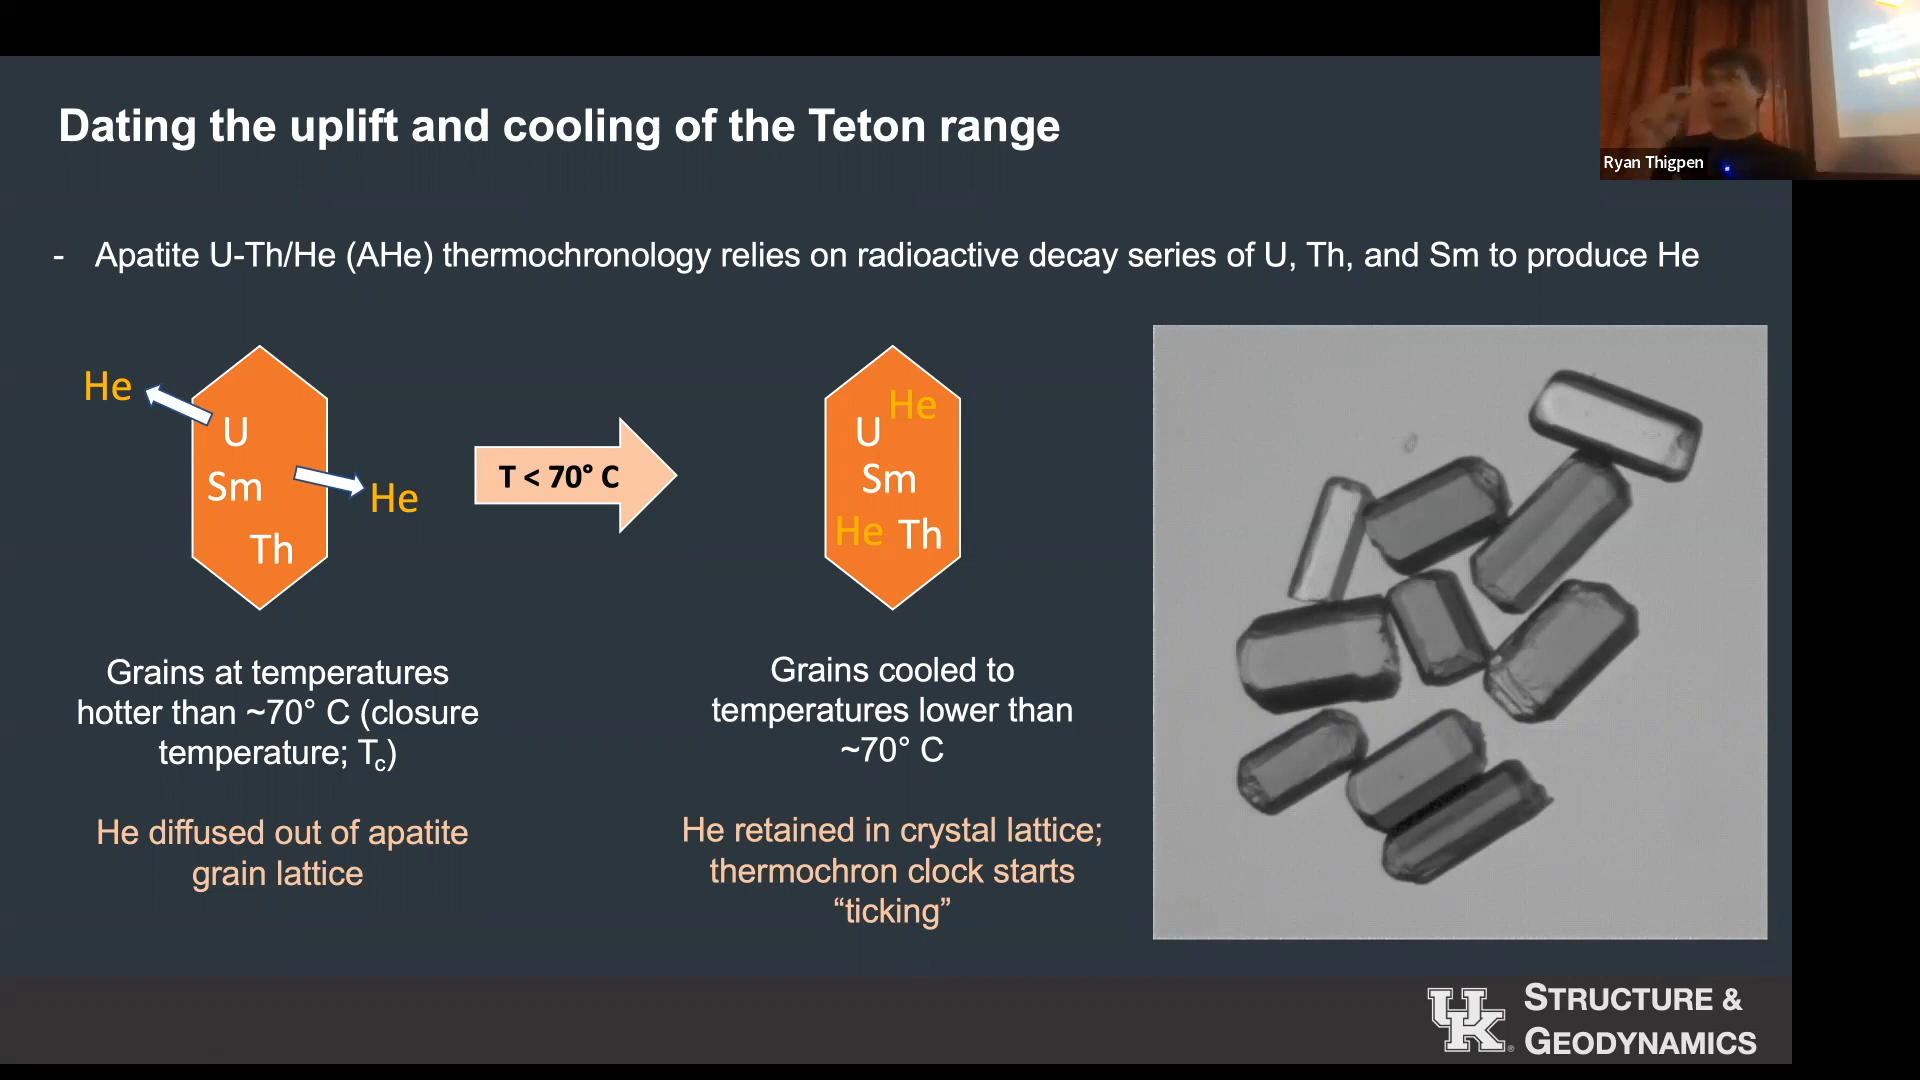 Dating the uplift and cooling of the Teton range
Ryan Thigpen
- Apatite U-Th/He (AHe) thermochronology relies on radioactive decay series of U, Th, and Sm to produce He
He
U
Sm
Th
He
T < 70° C
He
U
Sm
He Th
Grains at temperatures
hotter than ~70° C (closure
temperature; Tc)
He diffused out of apatite
grain lattice
Grains cooled to
temperatures lower than
~70° C
He retained in crystal lattice;
thermochron clock starts
“ticking”
UK®
STRUCTURE &
GEODYNAMICS